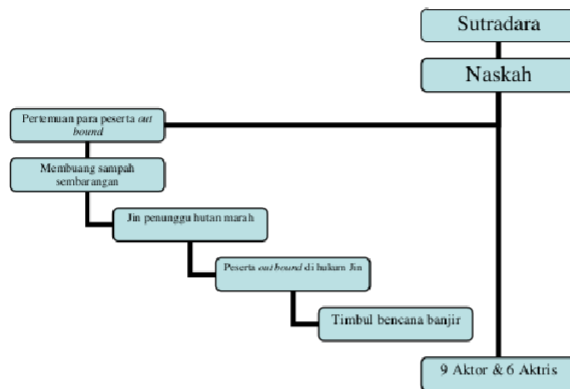 Sutradara
Naskah
Pertemuan para peserta out
bound
Membuang sampah
sembarangan
Jin penunggu hutan marah
Peserta out bound di hukum Jin
Timbul bencana banjir
9 Aktor & 6 Aktris